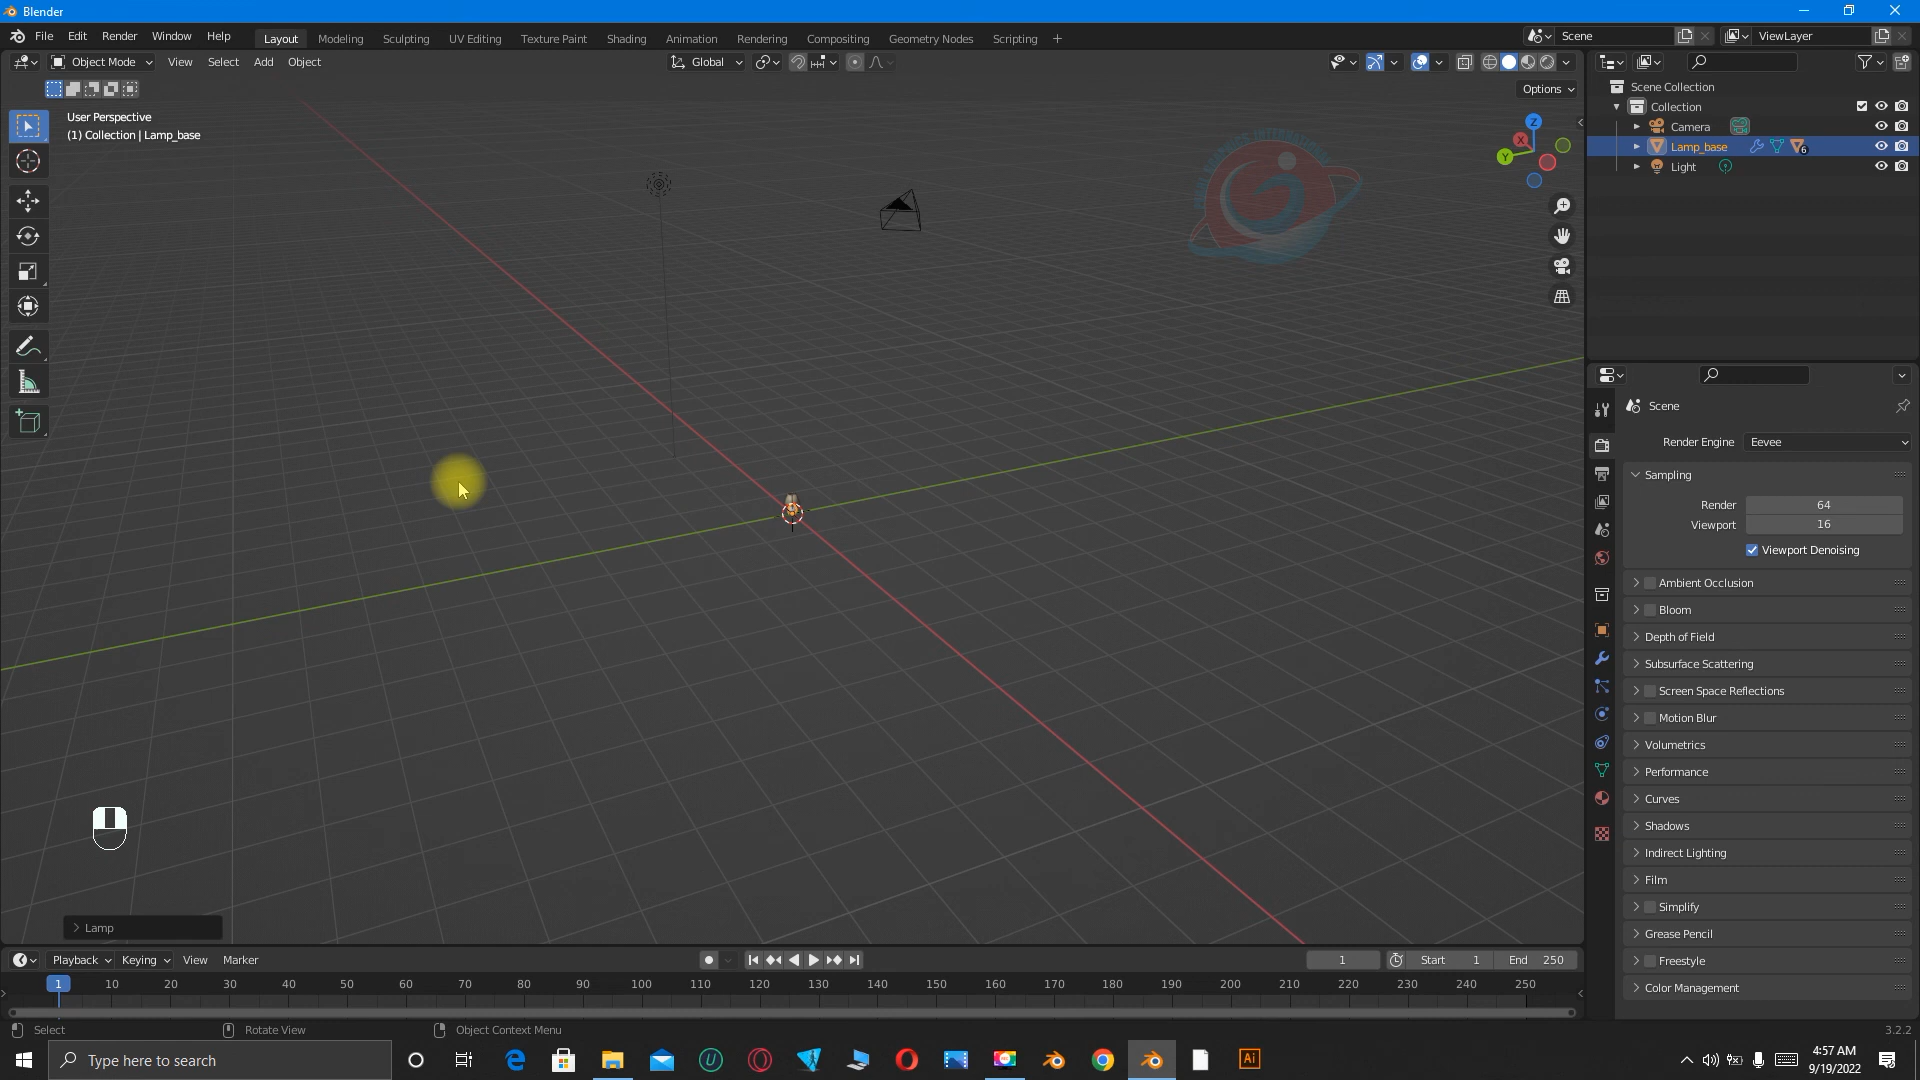 Blender
File Edit Render Window Help
Layout Modeling Sculpting UV Editing Texture Paint Shading Animation Rendering Compositing Geometry Nodes Scripting +
Scene ViewLayer
Object Mode View Select Add Object
Global
Options
User Perspective
(1) Collection | Lamp_base
Z
X
Y
Scene Collection
Collection
Camera
Lamp_base 6
Light
Scene
Render Engine Eevee
Sampling
Render 64
Viewport 16
Viewport Denoising
Ambient Occlusion
Bloom
Depth of Field
Subsurface Scattering
Screen Space Reflections
Motion Blur
Volumetrics
Performance
Curves
Shadows
Indirect Lighting
Film
Simplify
Grease Pencil
Freestyle
Color Management
Lamp
Playback Keying View Marker
1 Start 1 End 250
1 10 20 30 40 50 60 70 80 90 100 110 120 130 140 150 160 170 180 190 200 210 220 230 240 250
Select Rotate View Object Context Menu 3.2.2
Type here to search
Ai
4:57 AM
9/19/2022